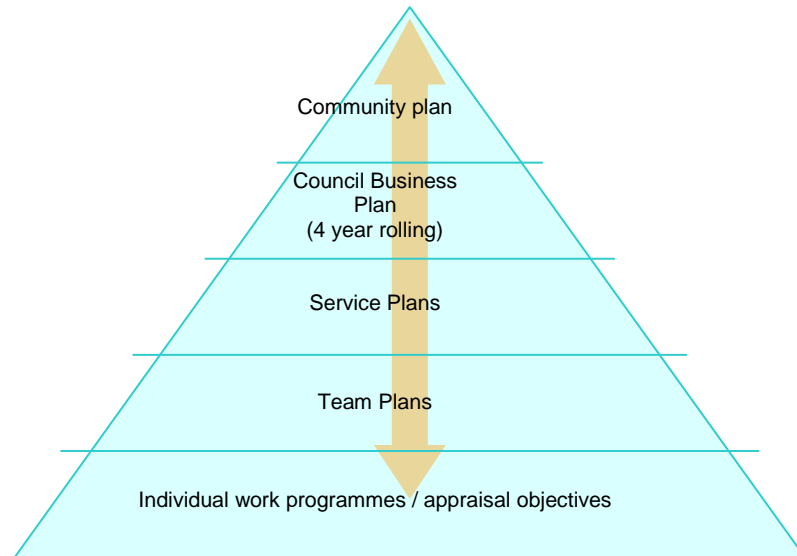 Community plan
Council Business
Plan
(4 year rolling)
Service Plans
Team Plans
Individual work programmes / appraisal objectives